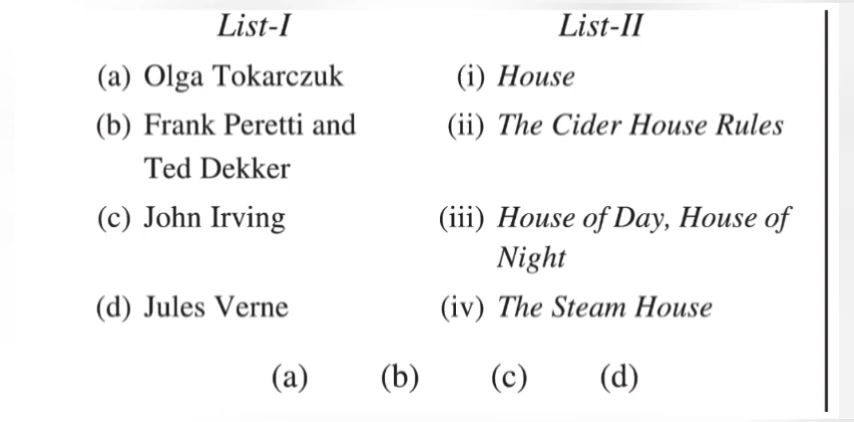 List-I List-II
(a) Olga Tokarczuk (i) House
(b) Frank Peretti and (ii) The Cider House Rules
Ted Dekker
(c) John Irving (iii) House of Day, House of
Night
(d) Jules Verne (iv) The Steam House
(a) (b) (c) (d)